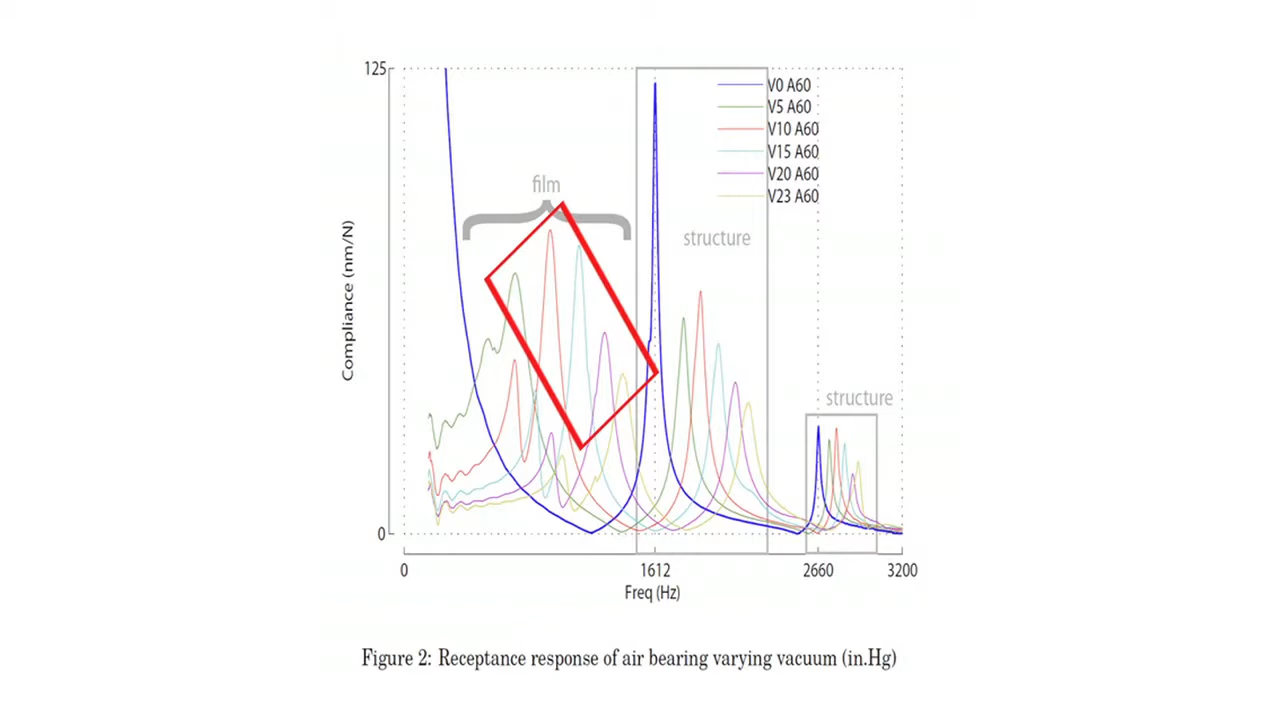 125
V0 A60
V5 A60
V10 A60
V15 A60
V20 A60
V23 A60
film
structure
structure
Compliance (nm/N)
0
0
1612
2660
3200
Freq (Hz)
Figure 2: Receptance response of air bearing varying vacuum (in.Hg)